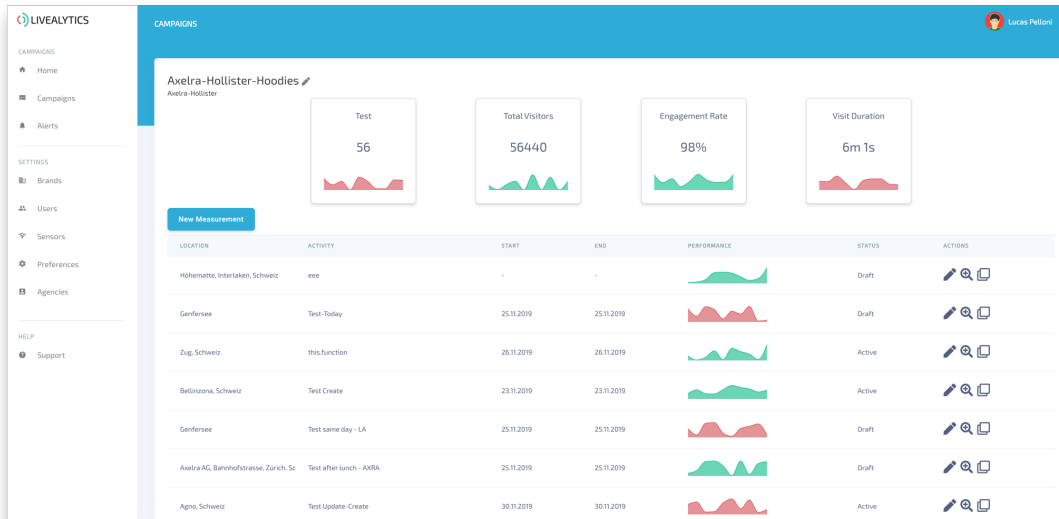 LIVEALYTICS
CAMPAIGNS
Lucas Pelloni
CAMPAIGNS
Home
Campaigns
Alerts
SETTINGS
Brands
Users
Sensors
Preferences
Agencies
HELP
Support
Axelra-Hollister-Hoodies
Axelra-Hollister
Test
56
Total Visitors
56440
Engagement Rate
98%
Visit Duration
6m 1s
New Measurement
LOCATION ACTIVITY START END PERFORMANCE STATUS ACTIONS
Höhematte, Interlaken, Schweiz eee - - Draft
Genfersee Test-Today 25.11.2019 25.11.2019 Draft
Zug, Schweiz this.function 26.11.2019 26.11.2019 Active
Bellinzona, Schweiz Test Create 23.11.2019 23.11.2019 Active
Genfersee Test same day - LA 25.11.2019 25.11.2019 Draft
Axelra AG, Bahnhofstrasse, Zürich, Sc Test after lunch - AXRA 25.11.2019 25.11.2019 Draft
Agno, Schweiz Test Update-Create 30.11.2019 30.11.2019 Active